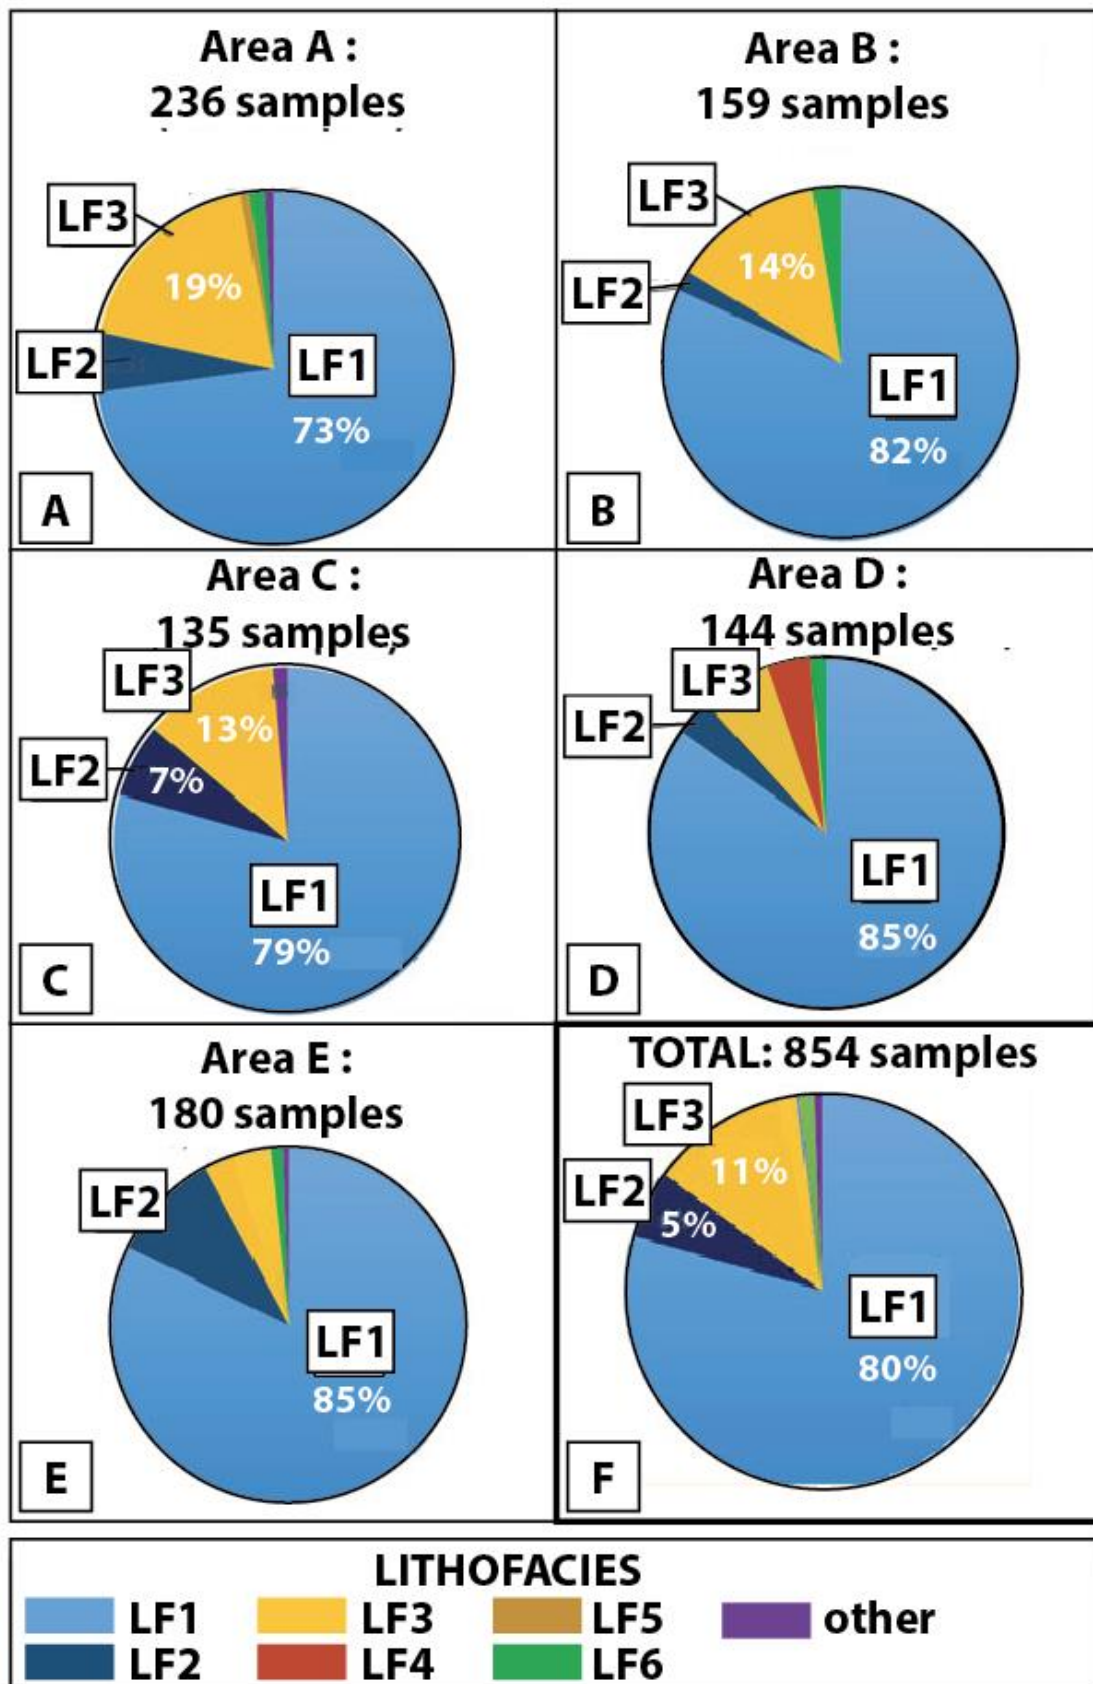 Area A :
236 samples
LF3
19%
LF2
LF1
73%
A
Area B :
159 samples
LF3
14%
LF2
LF1
82%
B
Area C :
135 samples
LF3
13%
LF2
7%
LF1
79%
C
Area D :
144 samples
LF3
LF2
LF1
85%
D
Area E :
180 samples
LF2
LF1
85%
E
TOTAL: 854 samples
LF3
11%
LF2
5%
LF1
80%
F
LITHOFACIES
LF1 LF3 LF5 other
LF2 LF4 LF6